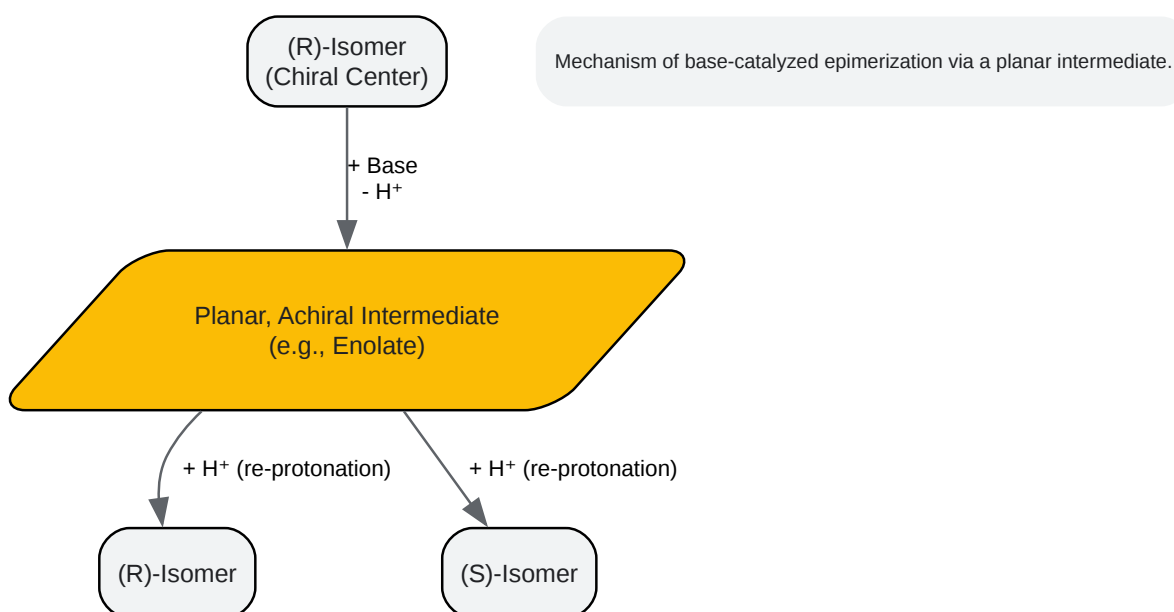 (R)-Isomer
(Chiral Center)
Mechanism of base-catalyzed epimerization via a planar intermediate.
+ Base
- H⁺
Planar, Achiral Intermediate
(e.g., Enolate)
+ H⁺ (re-protonation)
+ H⁺ (re-protonation)
(R)-Isomer
(S)-Isomer